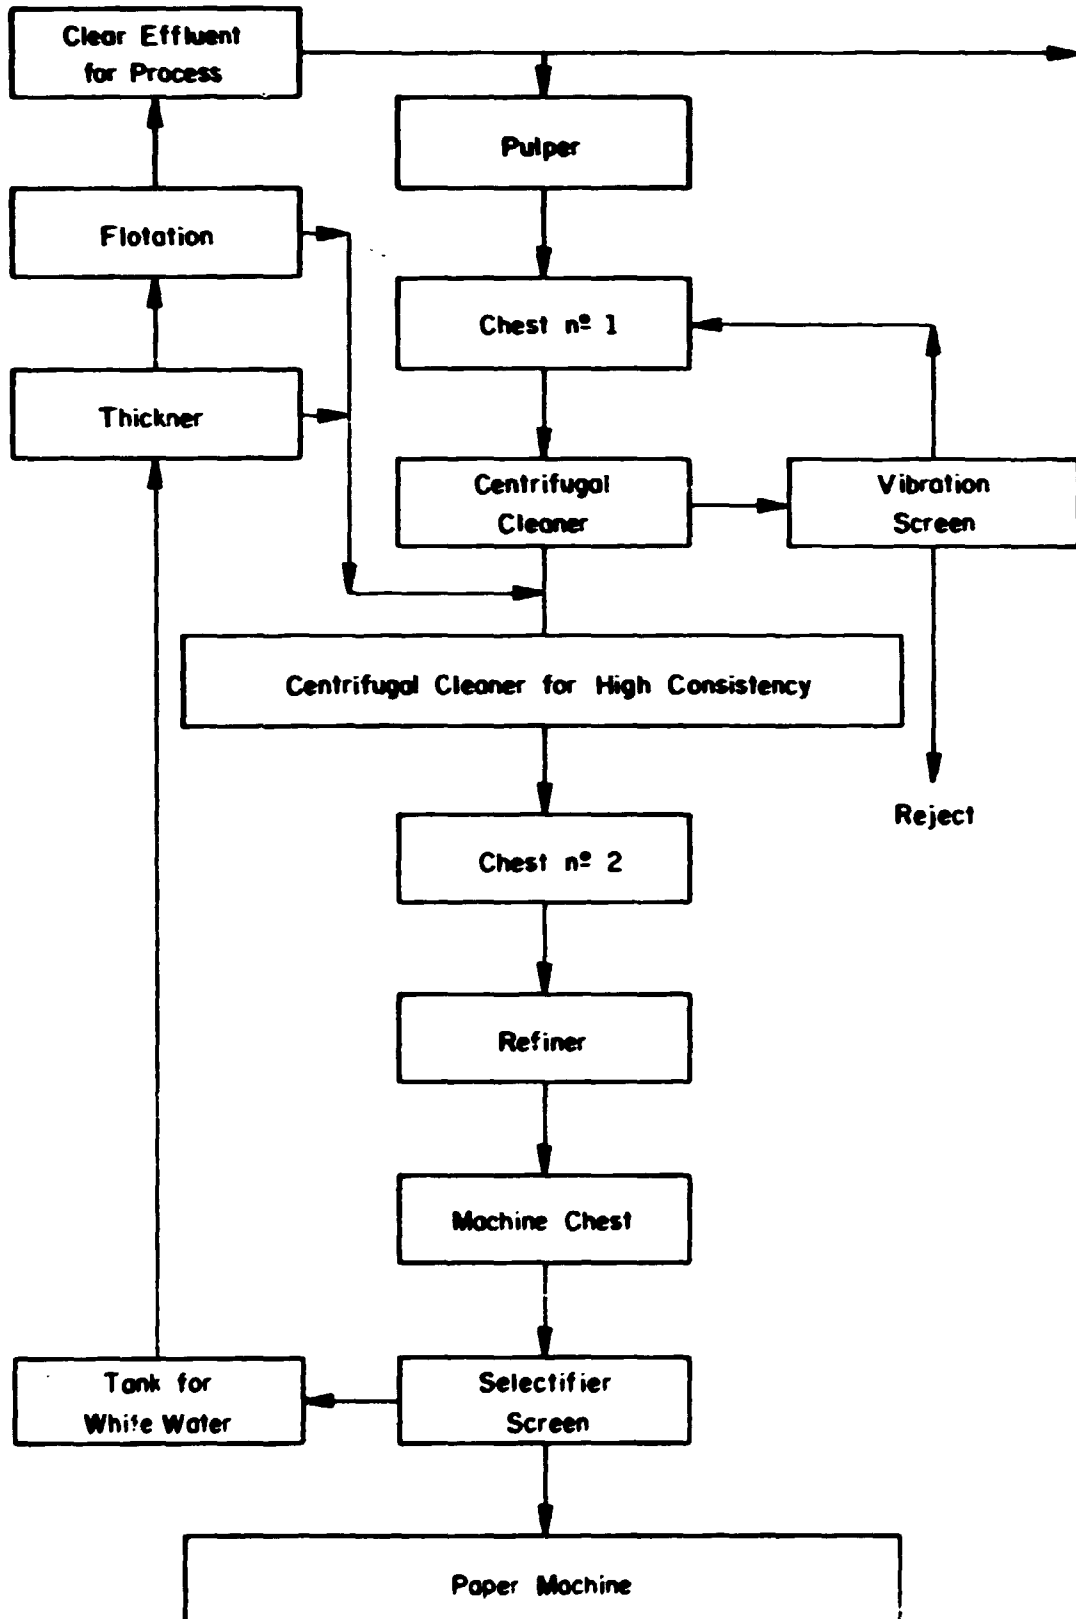 Clear Effluent
for Process
Pulper
Flotation
Chest nº 1
Thickner
Centrifugal
Cleaner
Vibration
Screen
Centrifugal Cleaner for High Consistency
Reject
Chest nº 2
Refiner
Machine Chest
Tank for
White Water
Selectifier
Screen
Paper Machine